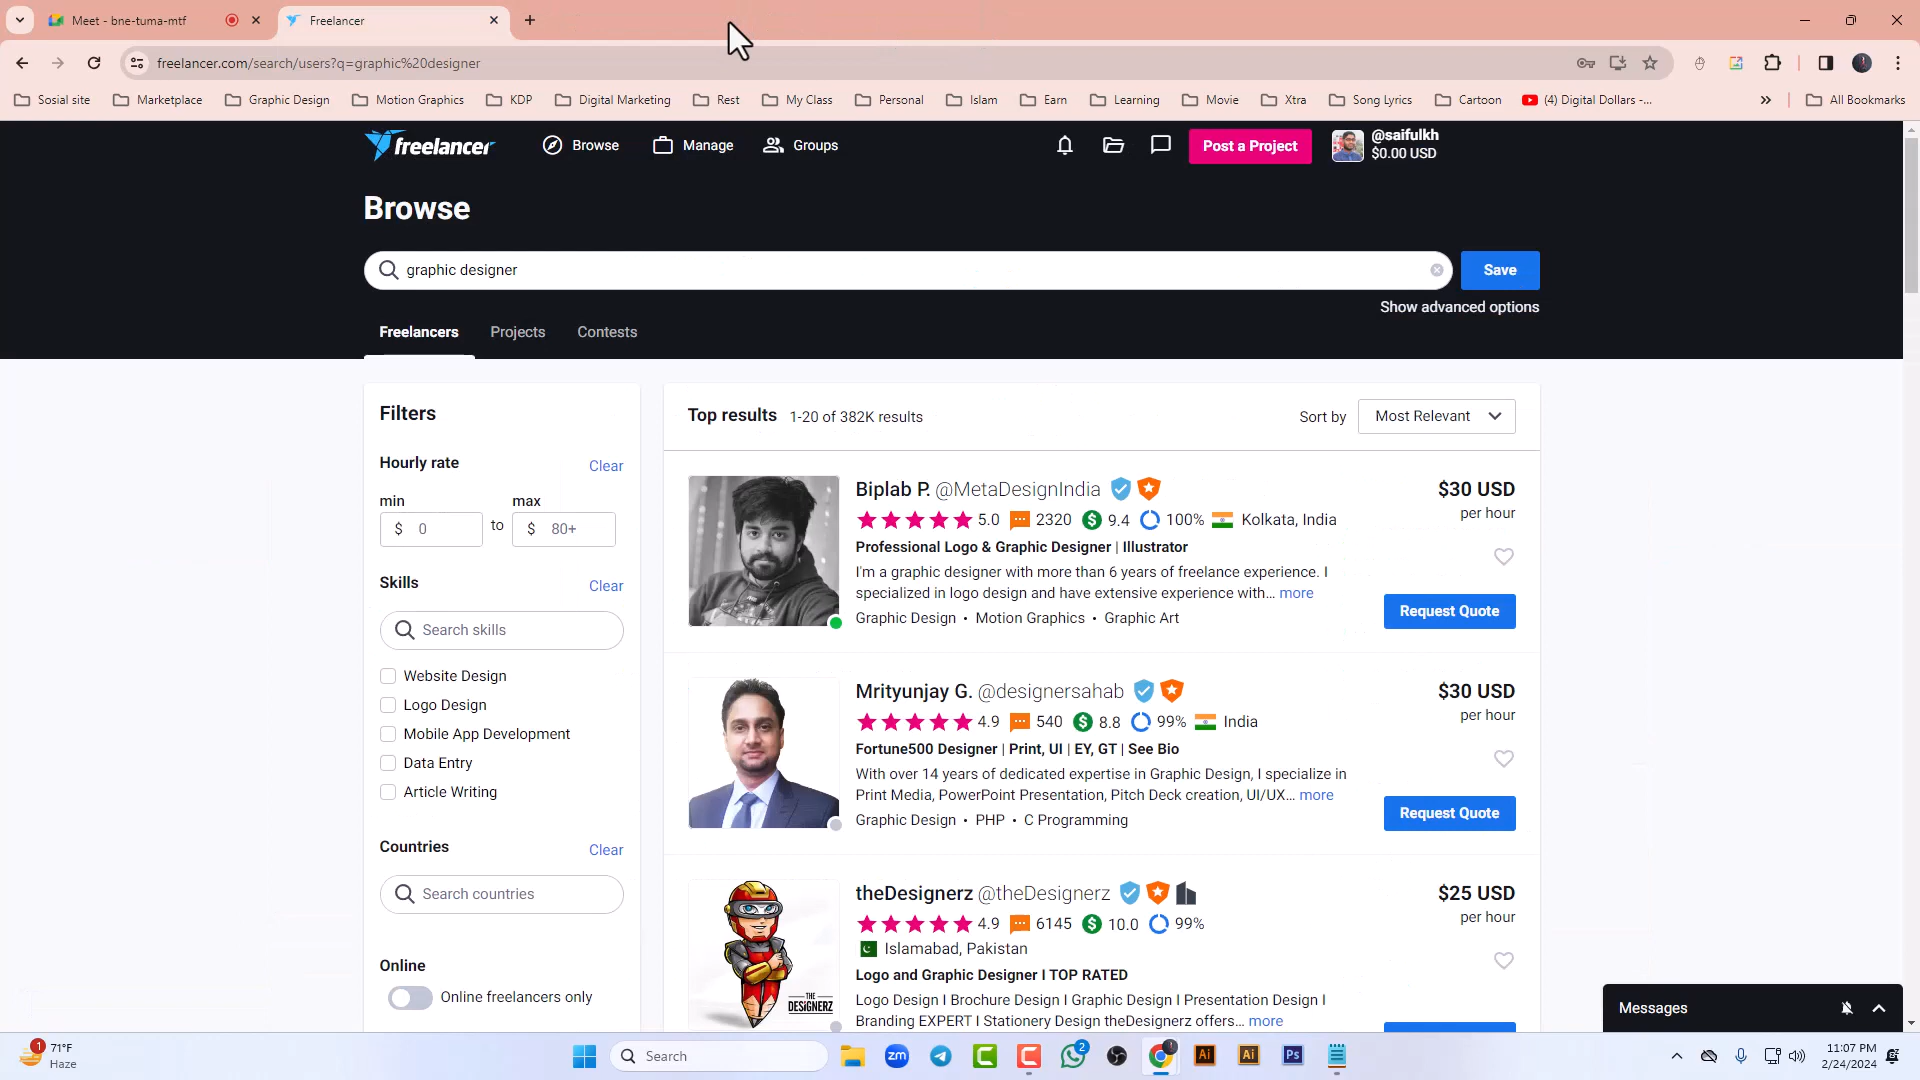 Meet - bne-tuma-mtf
Freelancer
freelancer.com/search/users?q=graphic%20designer
Sosial site
Marketplace
Graphic Design
Motion Graphics
KDP
Digital Marketing
Rest
My Class
Personal
Islam
Earn
Learning
Movie
Xtra
Song Lyrics
Cartoon
(4) Digital Dollars -...
All Bookmarks
freelancer
Browse
Manage
Groups
Post a Project
@saifulkh
$0.00 USD
Browse
graphic designer
Save
Show advanced options
Freelancers
Projects
Contests
Filters
Hourly rate
Clear
min
max
$ 0
to
$ 80+
Skills
Clear
Search skills
Website Design
Logo Design
Mobile App Development
Data Entry
Article Writing
Countries
Clear
Search countries
Online
Online freelancers only
Top results 1-20 of 382K results
Sort by
Most Relevant
Biplab P. @MetaDesignIndia
5.0 2320 9.4 100% Kolkata, India
Professional Logo & Graphic Designer | Illustrator
I'm a graphic designer with more than 6 years of freelance experience. I
specialized in logo design and have extensive experience with... more
Graphic Design • Motion Graphics • Graphic Art
$30 USD
per hour
Request Quote
Mrityunjay G. @designersahab
4.9 540 8.8 99% India
Fortune500 Designer | Print, UI | EY, GT | See Bio
With over 14 years of dedicated expertise in Graphic Design, I specialize in
Print Media, PowerPoint Presentation, Pitch Deck creation, UI/UX... more
Graphic Design • PHP • C Programming
$30 USD
per hour
Request Quote
THE
DESIGNERZ
theDesignerz @theDesignerz
4.9 6145 10.0 99%
Islamabad, Pakistan
Logo and Graphic Designer I TOP RATED
Logo Design I Brochure Design I Graphic Design I Presentation Design I
Branding EXPERT I Stationery Design theDesignerz offers... more
$25 USD
per hour
Messages
1
71°F
Haze
Search
zm
2
Ai
Ai
Ps
11:07 PM
2/24/2024